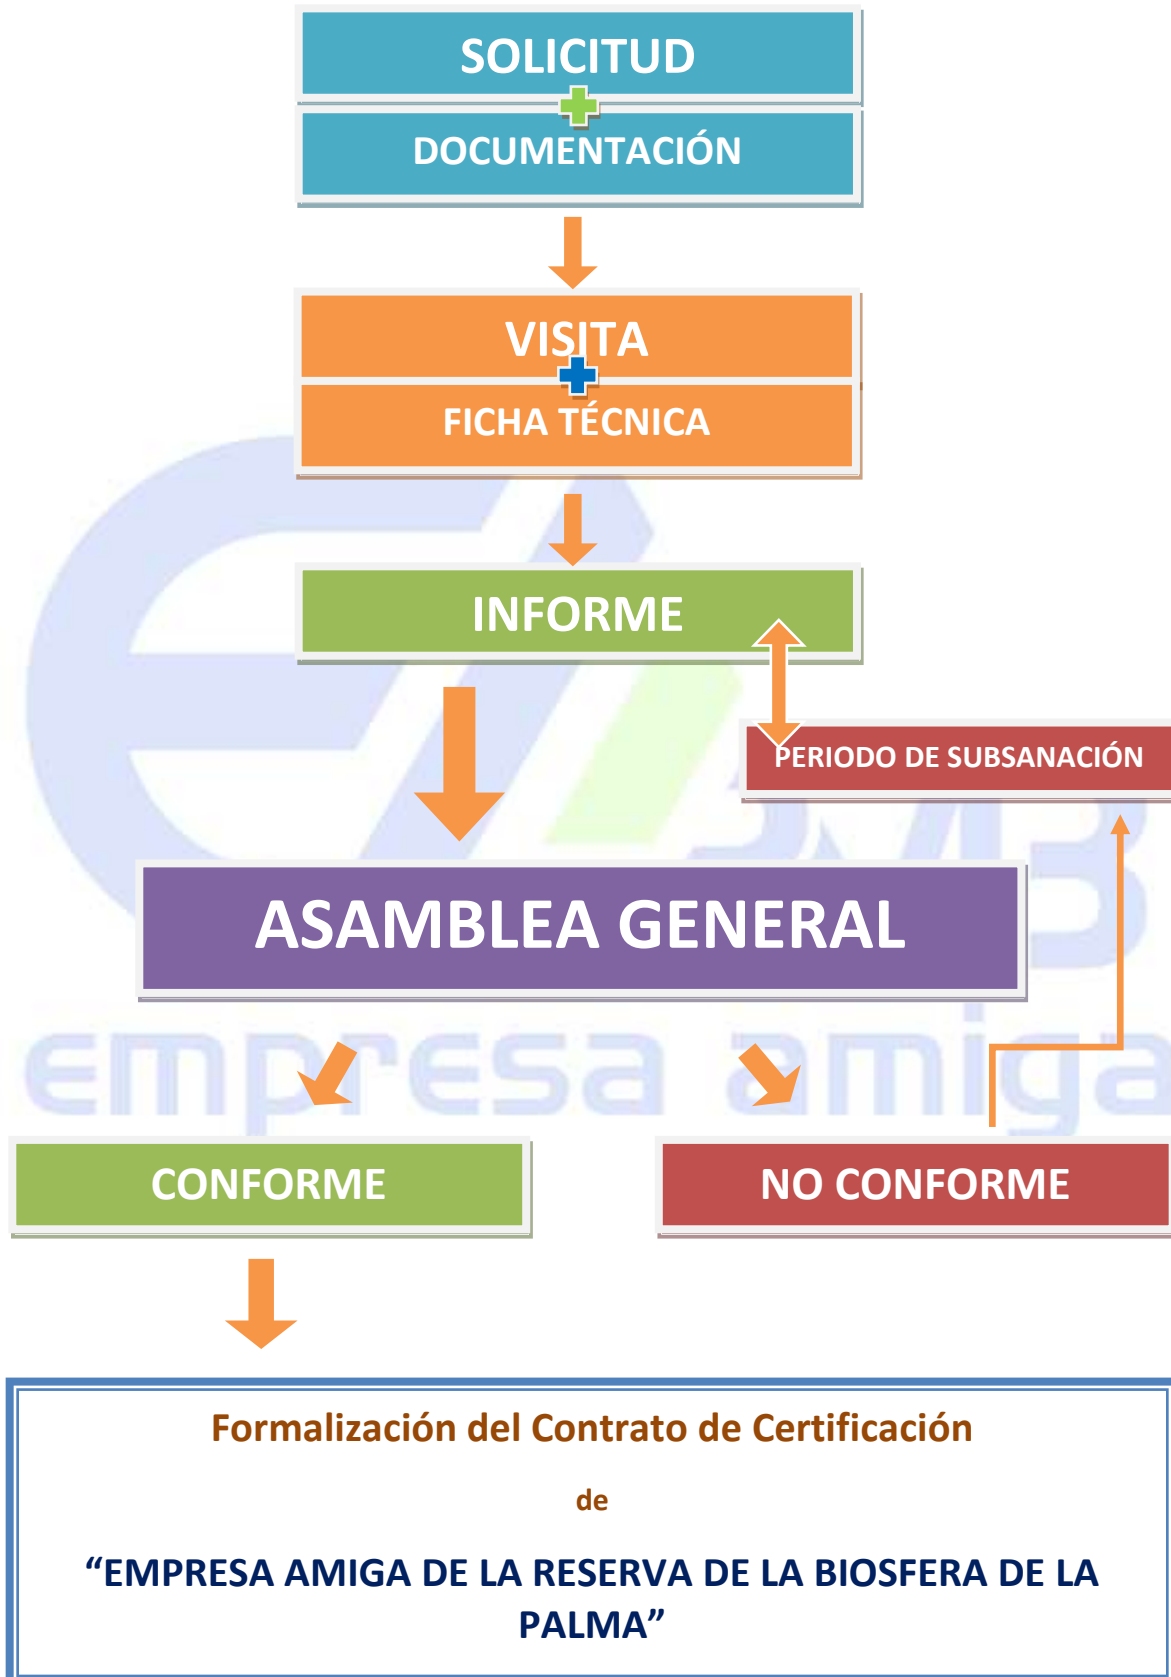 SOLICITUD
DOCUMENTACIÓN
VISITA
FICHA TÉCNICA
INFORME
PERIODO DE SUBSANACIÓN
ASAMBLEA GENERAL
empresa amiga
CONFORME
NO CONFORME
Formalización del Contrato de Certificación
de
“EMPRESA AMIGA DE LA RESERVA DE LA BIOSFERA DE LA
PALMA”